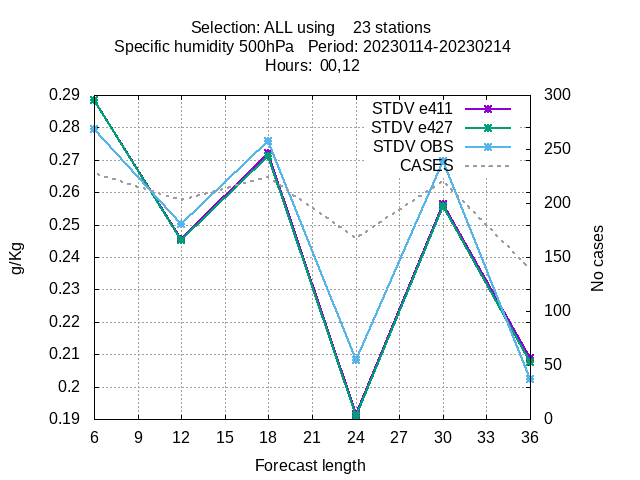 Selection: ALL using    23 stations
Specific humidity 500hPa   Period: 20230114-20230214
Hours:  00,12
STDV e411
STDV e427
STDV OBS
CASES
g/Kg
0.29
0.28
0.27
0.26
0.25
0.24
0.23
0.22
0.21
0.2
0.19
300
250
200
150
100
50
0
No cases
6 9 12 15 18 21 24 27 30 33 36
Forecast length